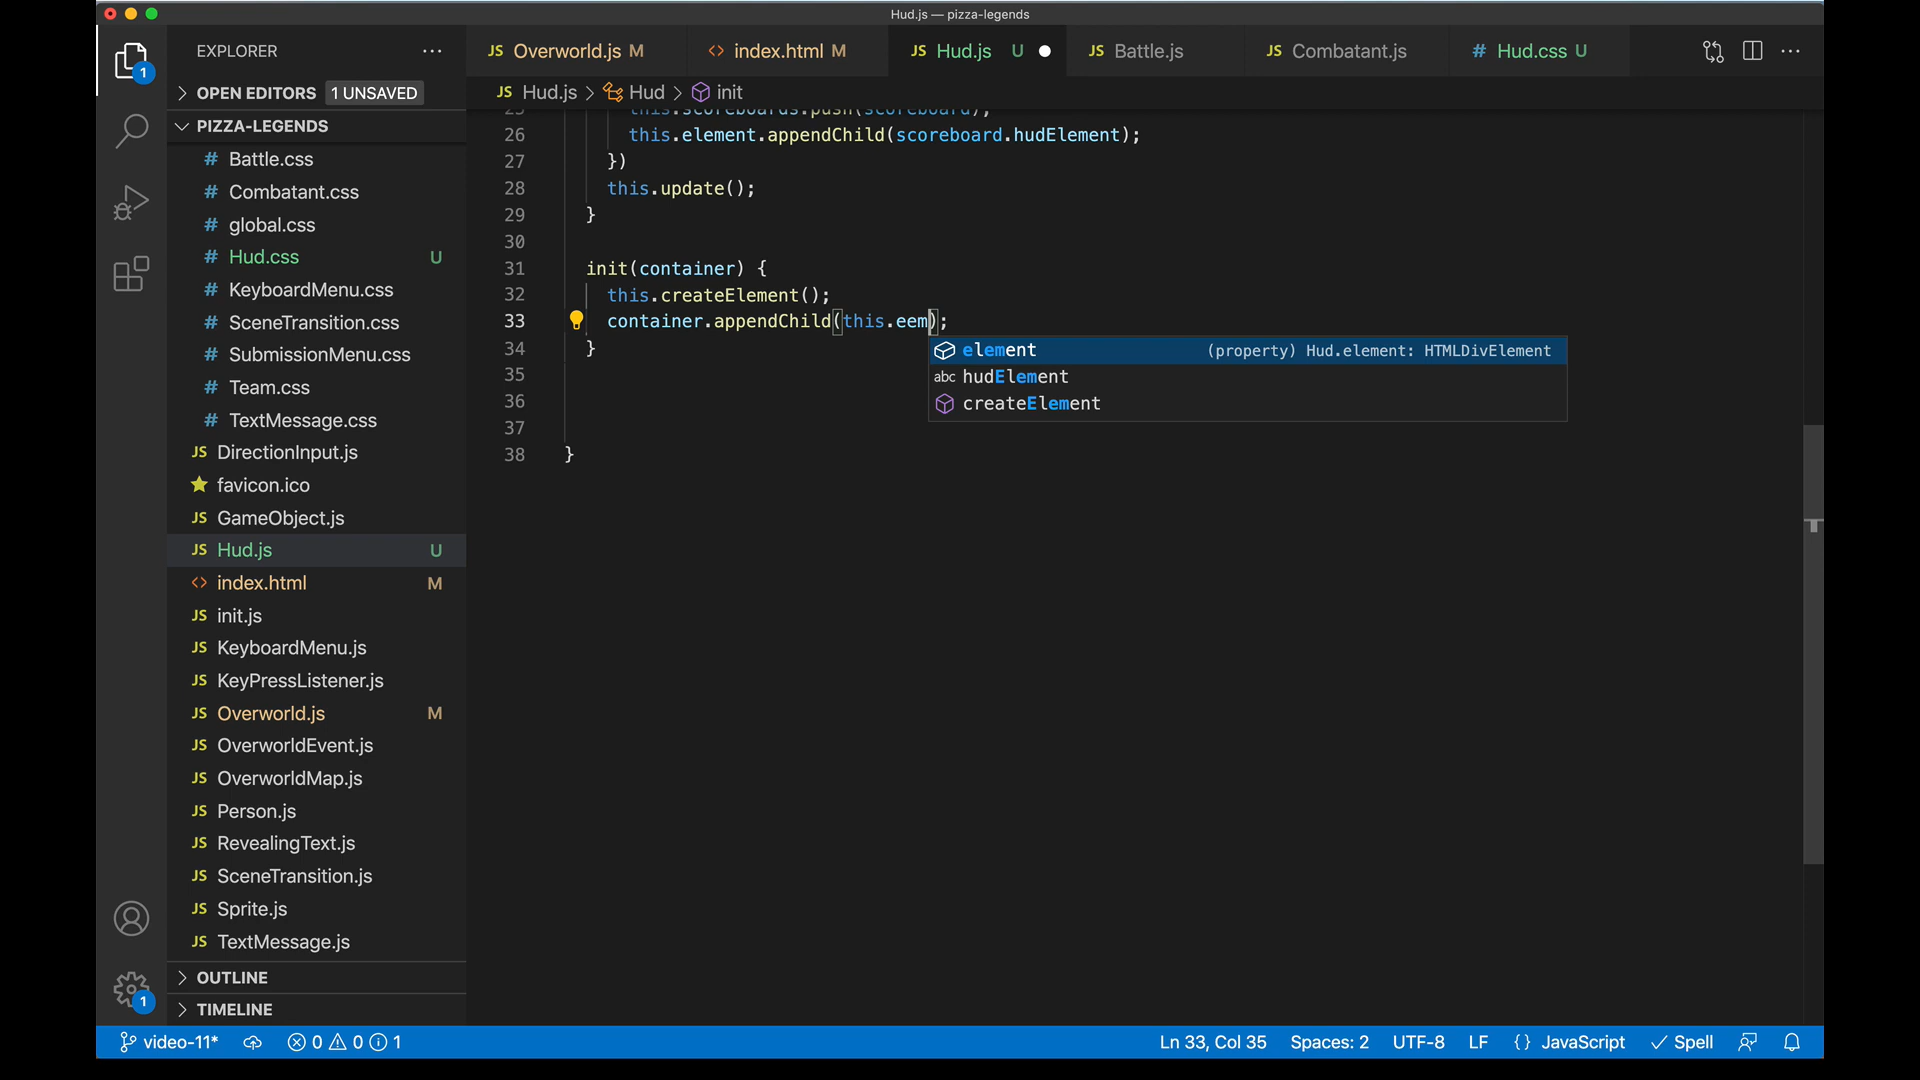 Hud.js — pizza-legends
EXPLORER
1
OPEN EDITORS 1 UNSAVED
PIZZA-LEGENDS
# Battle.css
# Combatant.css
# global.css
# Hud.css U
# KeyboardMenu.css
# SceneTransition.css
# SubmissionMenu.css
# Team.css
# TextMessage.css
JS DirectionInput.js
favicon.ico
JS GameObject.js
JS Hud.js U
<> index.html M
JS init.js
JS KeyboardMenu.js
JS KeyPressListener.js
JS Overworld.js M
JS OverworldEvent.js
JS OverworldMap.js
JS Person.js
JS RevealingText.js
JS SceneTransition.js
JS Sprite.js
JS TextMessage.js
OUTLINE
1
TIMELINE
JS Overworld.js M <> index.html M JS Hud.js U JS Battle.js JS Combatant.js # Hud.css U
JS Hud.js > Hud > init
25 this.scoreboards.push(scoreboard);
26 this.element.appendChild(scoreboard.hudElement);
27 })
28 this.update();
29 }
30
31 init(container) {
32 this.createElement();
33 container.appendChild(this.eem);
34 }
35
36
37
38 }
element (property) Hud.element: HTMLDivElement
abc hudElement
createElement
video-11* 0 0 1 Ln 33, Col 35 Spaces: 2 UTF-8 LF {} JavaScript Spell